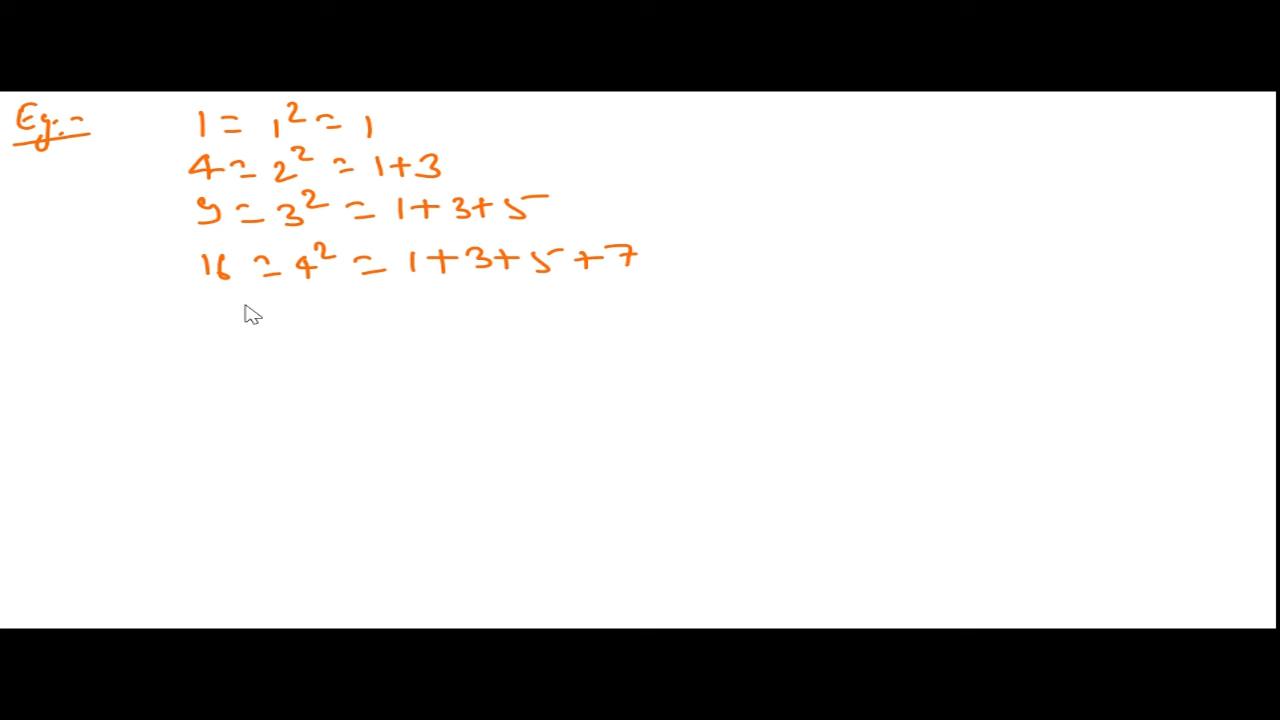 Eg:-
1 = 1² = 1
4 = 2² = 1+3
9 = 3² = 1+3+5
16 = 4² = 1+3+5+7